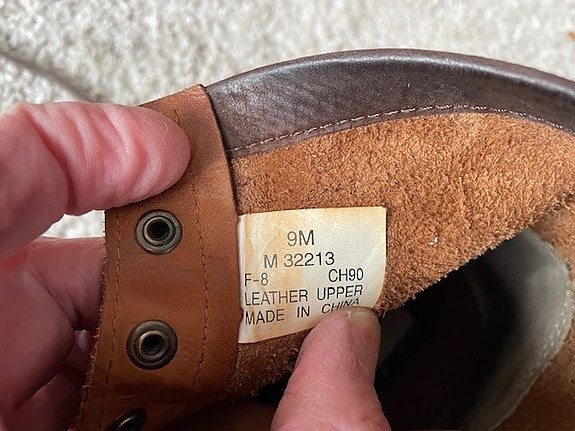 9M
M 32213
F-8 CH90
LEATHER UPPER
MADE IN CHINA